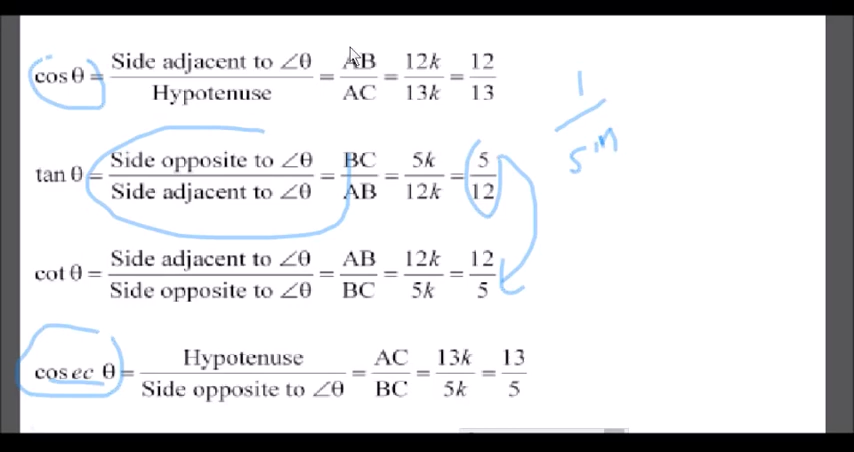 cos θ = Side adjacent to ∠θ / Hypotenuse = AB / AC = 12k / 13k = 12 / 13
1 / sin
tan θ = Side opposite to ∠θ / Side adjacent to ∠θ = BC / AB = 5k / 12k = 5 / 12
cot θ = Side adjacent to ∠θ / Side opposite to ∠θ = AB / BC = 12k / 5k = 12 / 5
cosec θ = Hypotenuse / Side opposite to ∠θ = AC / BC = 13k / 5k = 13 / 5